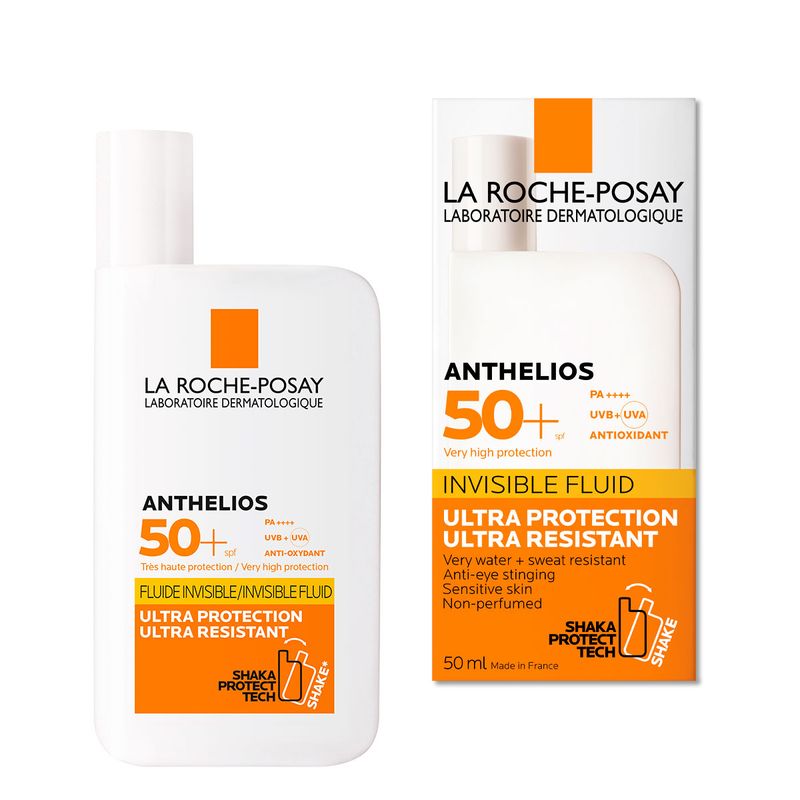 LA ROCHE-POSAY
LABORATOIRE DERMATOLOGIQUE
ANTHELIOS
50+ spf
PA ++++
UVB + UVA
ANTI-OXYDANT
Très haute protection / Very high protection
FLUIDE INVISIBLE/INVISIBLE FLUID
ULTRA PROTECTION
ULTRA RESISTANT
SHAKA
PROTECT
TECH
SHAKE*
LA ROCHE-POSAY
LABORATOIRE DERMATOLOGIQUE
ANTHELIOS
50+ spf
PA ++++
UVB + UVA
ANTIOXIDANT
Very high protection
INVISIBLE FLUID
ULTRA PROTECTION
ULTRA RESISTANT
Very water + sweat resistant
Anti-eye stinging
Sensitive skin
Non-perfumed
SHAKA
PROTECT
TECH
SHAKE
50 ml Made in France